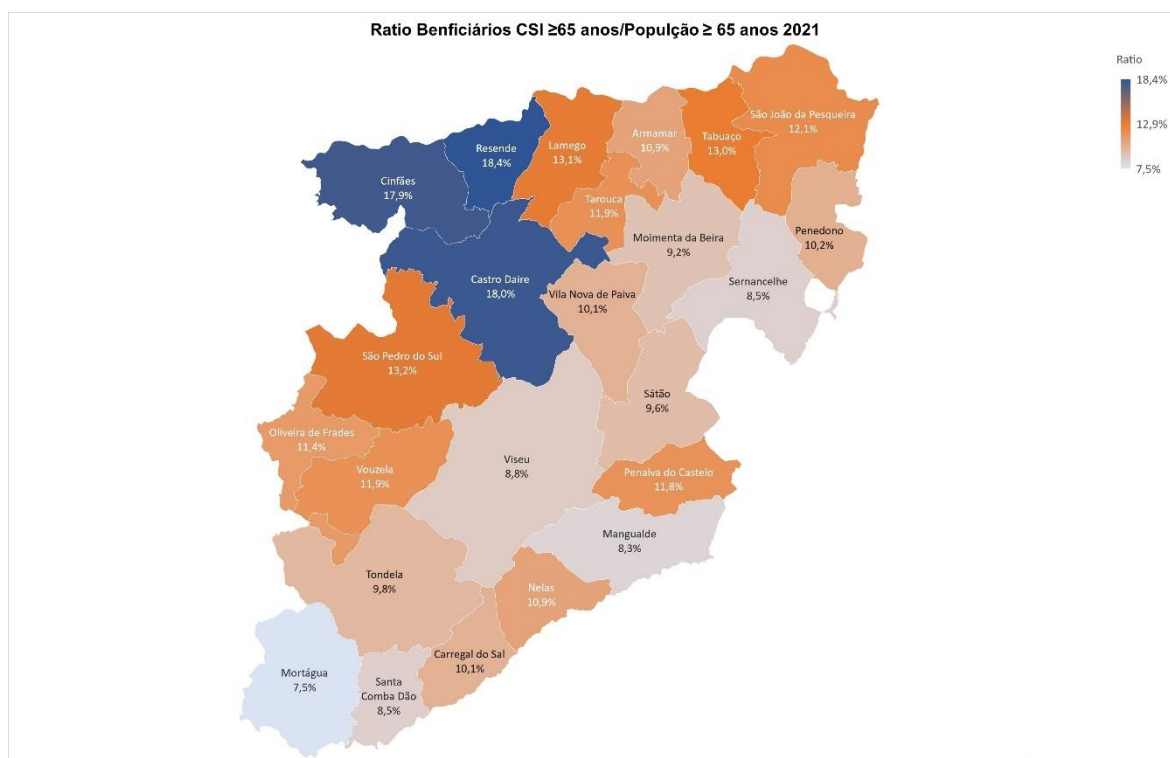 Ratio Benficiários CSI ≥65 anos/Populção ≥ 65 anos 2021
Ratio
18,4%
12,9%
7,5%
São João da Pesqueira
12,1%
Resende
18,4%
Lamego
13,1%
Armamar
10,9%
Tabuaço
13,0%
Cinfães
17,9%
Tarouca
11,9%
Penedono
10,2%
Moimenta da Beira
9,2%
Castro Daire
18,0%
Sernancelhe
8,5%
Vila Nova de Paiva
10,1%
São Pedro do Sul
13,2%
Sátão
9,6%
Oliveira de Frades
11,4%
Viseu
8,8%
Vouzela
11,9%
Penalva do Castelo
11,8%
Mangualde
8,3%
Tondela
9,8%
Nelas
10,9%
Carregal do Sal
10,1%
Mortágua
7,5%
Santa
Comba Dão
8,5%